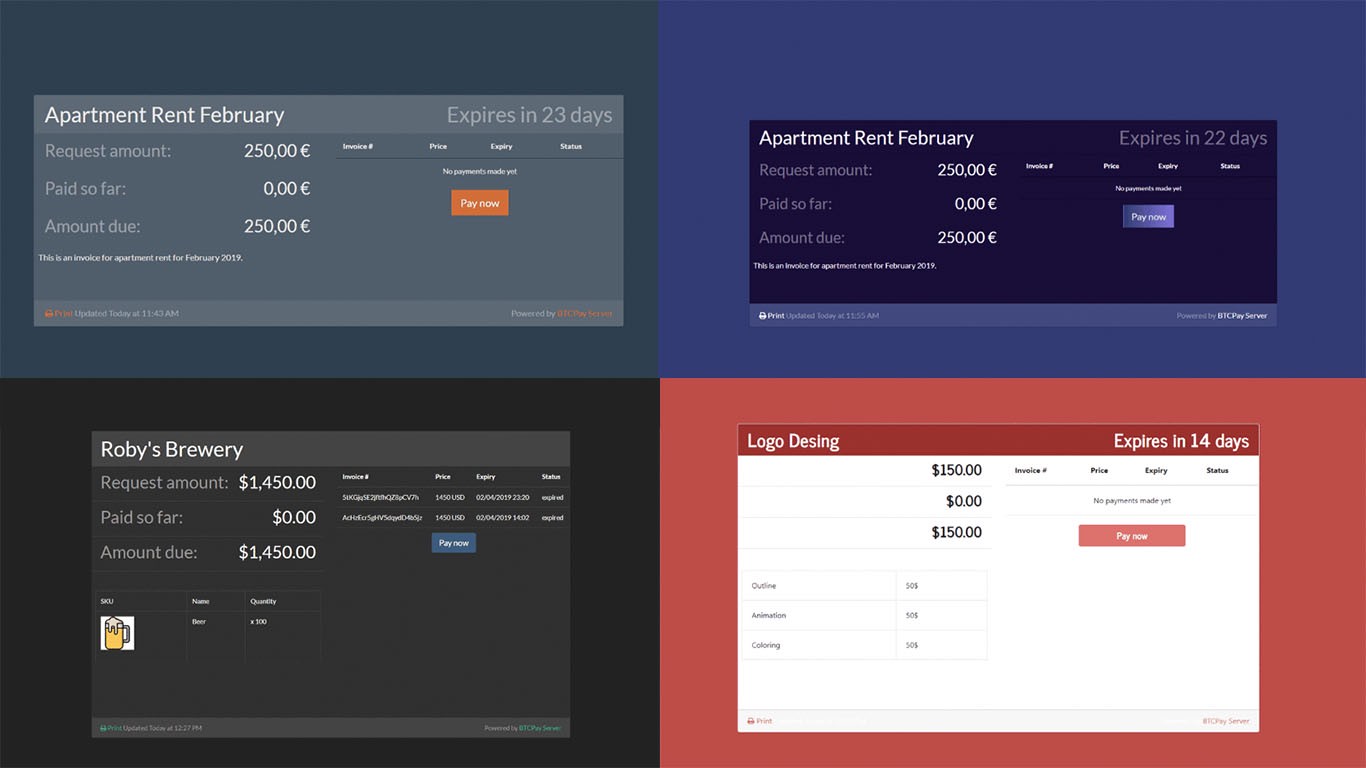 Apartment Rent February Expires in 23 days
Request amount: 250,00 € Invoice # Price Expiry Status
No payments made yet
Paid so far: 0,00 € Pay now
Amount due: 250,00 €
This is an invoice for apartment rent for February 2019.
Print Updated Today at 11:43 AM Powered by BTCPay Server
Apartment Rent February Expires in 22 days
Request amount: 250,00 € Invoice # Price Expiry Status
No payments made yet
Paid so far: 0,00 € Pay now
Amount due: 250,00 €
This is an invoice for apartment rent for February 2019.
Print Updated Today at 11:55 AM Powered by BTCPay Server
Roby's Brewery
Request amount: $1,450.00 Invoice # Price Expiry Status
1450 USD 02/04/2019 23:20 expired
Paid so far: $0.00 1450 USD 02/04/2019 14:02 expired
Pay now
Amount due: $1,450.00
SKU Name Quantity
Beer x 100
Print Updated Today at 12:27 PM Powered by BTCPay Server
Logo Desing Expires in 14 days
$150.00 Invoice # Price Expiry Status
$0.00 No payments made yet
$150.00 Pay now
Outline 50$
Animation 50$
Coloring 50$
Print BTCPay Server